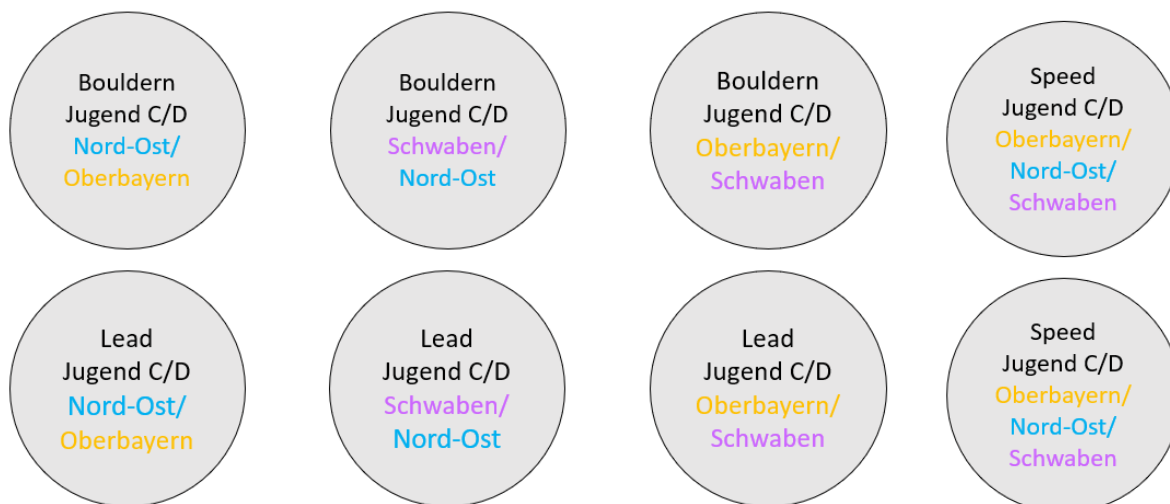 Bouldern
Jugend C/D
Nord-Ost/
Oberbayern
Bouldern
Jugend C/D
Schwaben/
Nord-Ost
Bouldern
Jugend C/D
Oberbayern/
Schwaben
Speed
Jugend C/D
Oberbayern/
Nord-Ost/
Schwaben
Lead
Jugend C/D
Nord-Ost/
Oberbayern
Lead
Jugend C/D
Schwaben/
Nord-Ost
Lead
Jugend C/D
Oberbayern/
Schwaben
Speed
Jugend C/D
Oberbayern/
Nord-Ost/
Schwaben